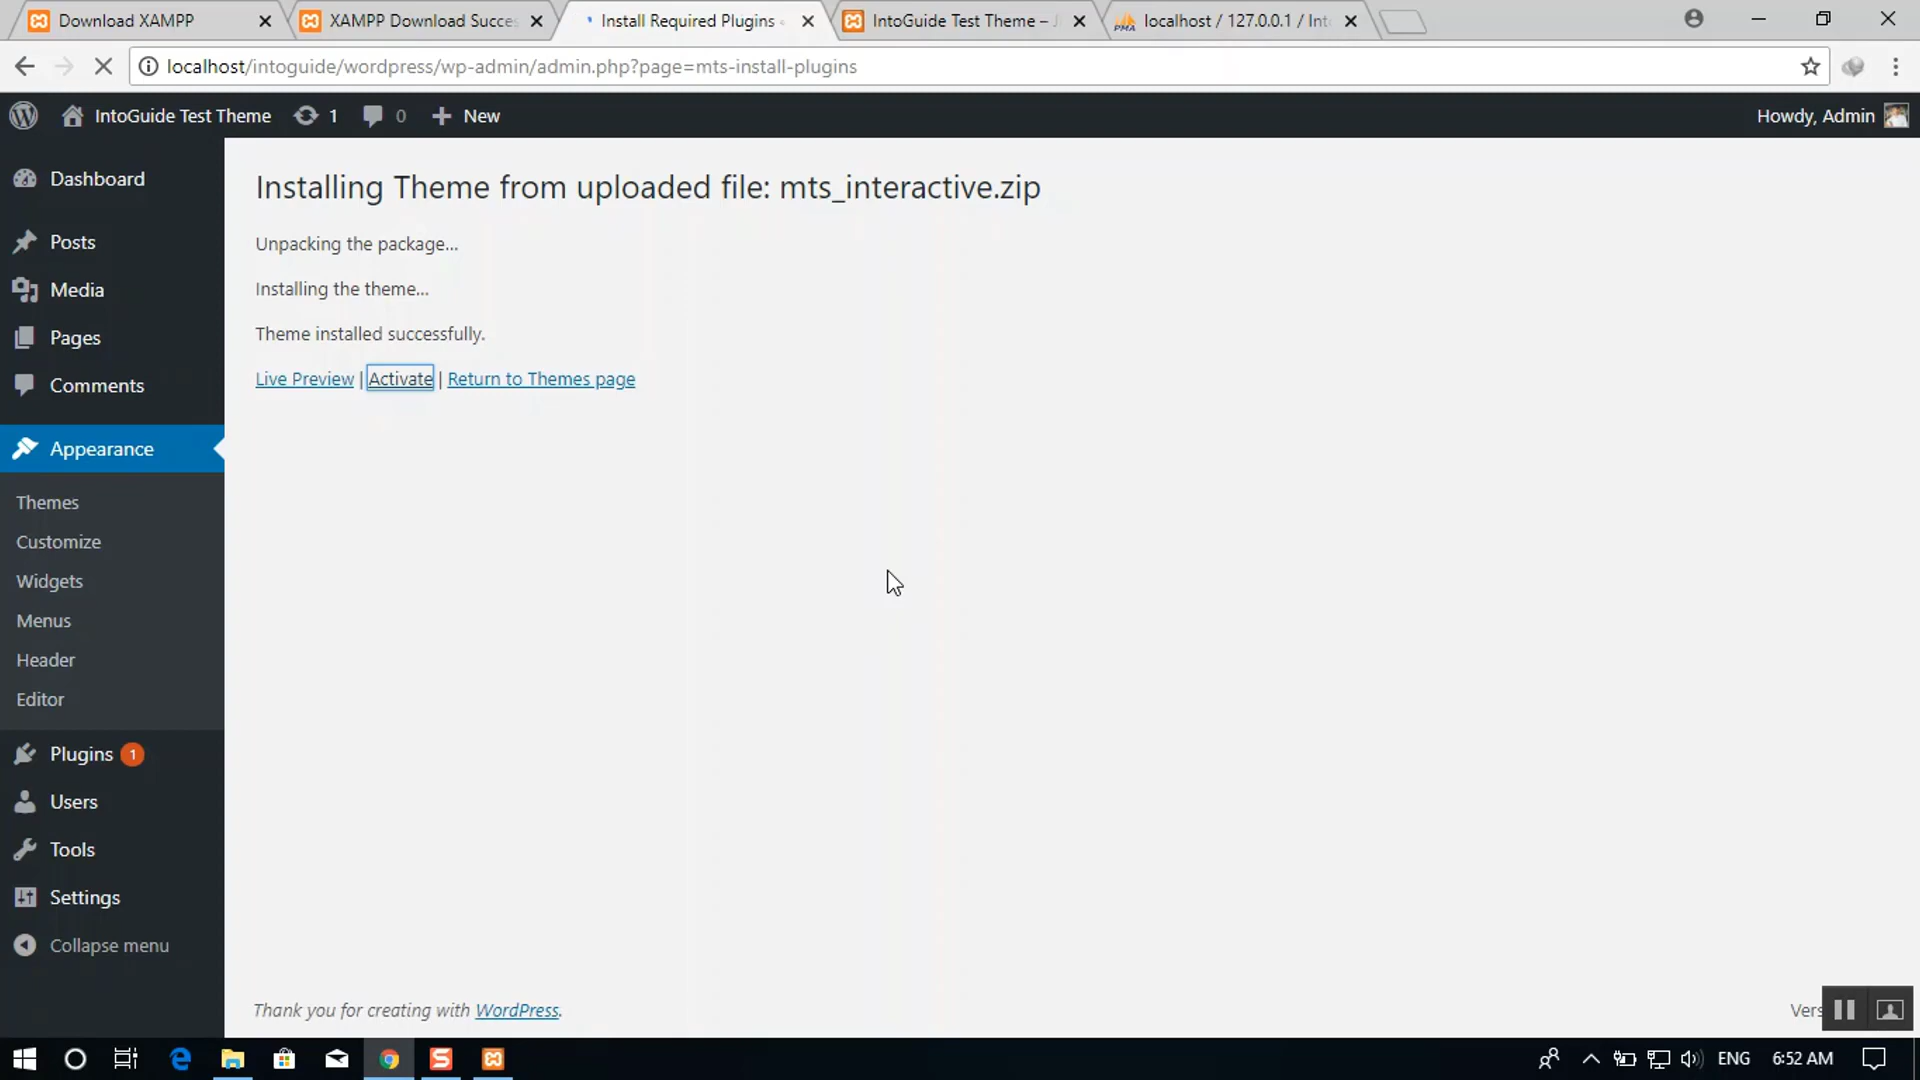 Download XAMPP
XAMPP Download Succes
Install Required Plugins
IntoGuide Test Theme –
localhost / 127.0.0.1 / Int
localhost/intoguide/wordpress/wp-admin/admin.php?page=mts-install-plugins
IntoGuide Test Theme 1 0 New
Howdy, Admin
Dashboard
Posts
Media
Pages
Comments
Appearance
Themes
Customize
Widgets
Menus
Header
Editor
Plugins 1
Users
Tools
Settings
Collapse menu
Installing Theme from uploaded file: mts_interactive.zip
Unpacking the package...
Installing the theme...
Theme installed successfully.
Live Preview | Activate | Return to Themes page
Thank you for creating with WordPress.
Vers
ENG
6:52 AM